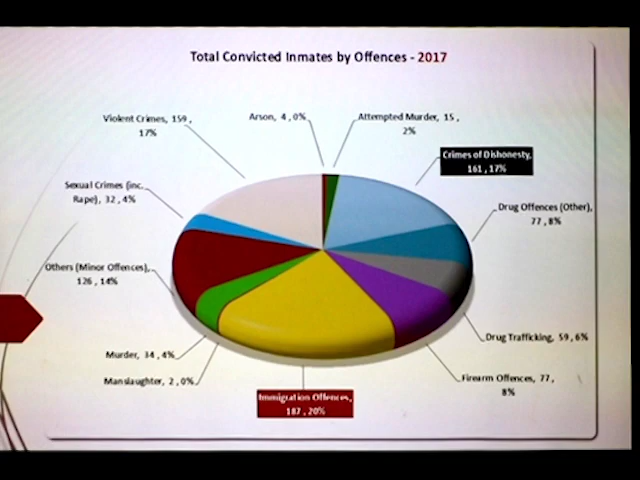 Total Convicted Inmates by Offences - 2017
Violent Crimes, 159,
17%
Arson, 4, 0%
Attempted Murder, 15,
2%
Crimes of Dishonesty,
161, 17%
Sexual Crimes (inc.
Rape), 32, 4%
Drug Offences (Other),
77, 8%
Others (Minor Offences),
126, 14%
Drug Trafficking, 59, 6%
Murder, 34, 4%
Manslaughter, 2, 0%
Firearm Offences, 77,
8%
Immigration Offences,
187, 20%